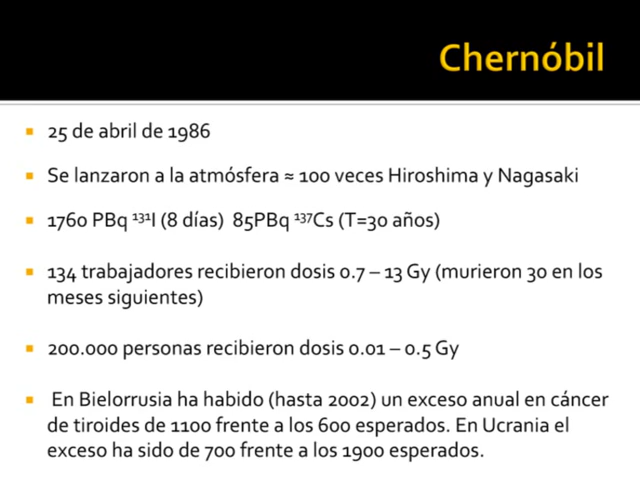 Chernóbil
25 de abril de 1986
Se lanzaron a la atmósfera ≈ 100 veces Hiroshima y Nagasaki
1760 PBq ¹³¹I (8 días) 85PBq ¹³⁷Cs (T=30 años)
134 trabajadores recibieron dosis 0.7 – 13 Gy (murieron 30 en los
meses siguientes)
200.000 personas recibieron dosis 0.01 – 0.5 Gy
En Bielorrusia ha habido (hasta 2002) un exceso anual en cáncer
de tiroides de 1100 frente a los 600 esperados. En Ucrania el
exceso ha sido de 700 frente a los 1900 esperados.